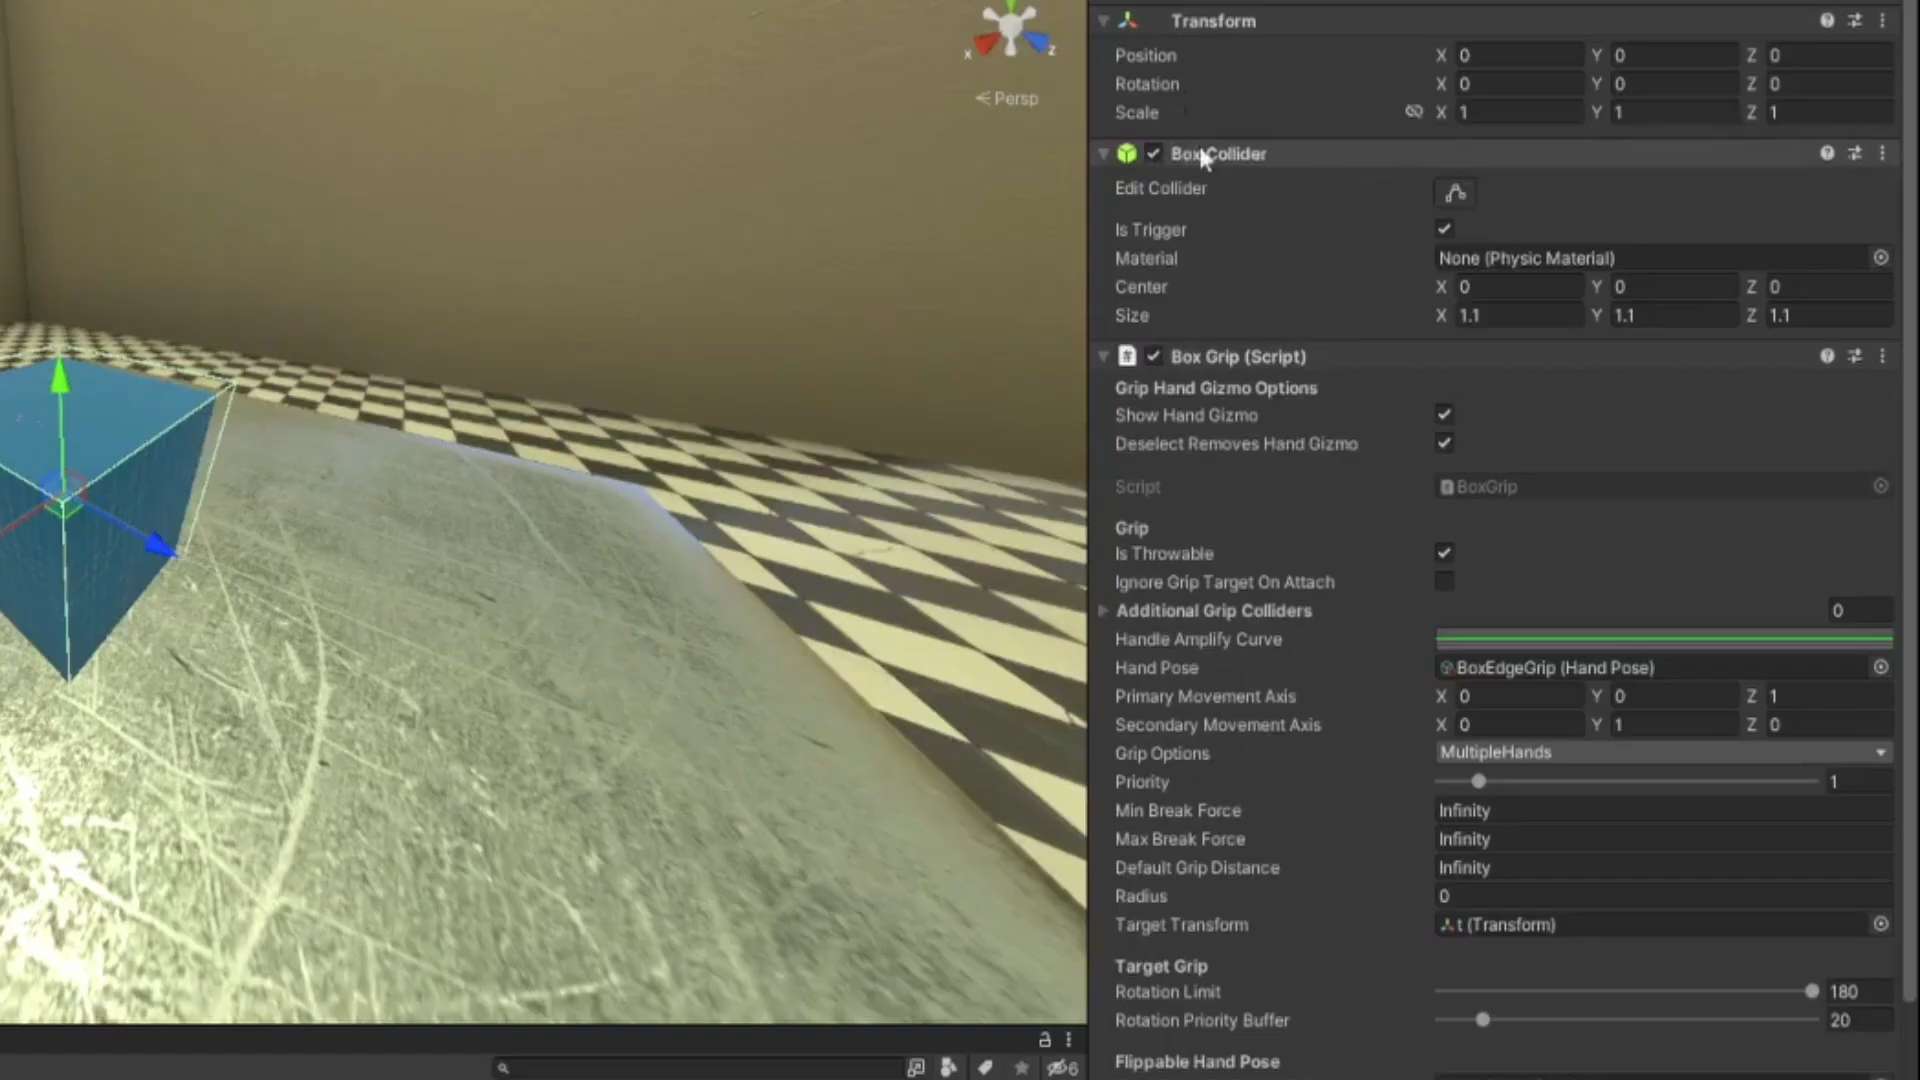 Transform
Position X 0 Y 0 Z 0
Rotation X 0 Y 0 Z 0
Scale X 1 Y 1 Z 1
x z
Persp
Box Collider
Edit Collider
Is Trigger
Material None (Physic Material)
Center X 0 Y 0 Z 0
Size X 1.1 Y 1.1 Z 1.1
Box Grip (Script)
Grip Hand Gizmo Options
Show Hand Gizmo
Deselect Removes Hand Gizmo
Script BoxGrip
Grip
Is Throwable
Ignore Grip Target On Attach
Additional Grip Colliders 0
Handle Amplify Curve
Hand Pose BoxEdgeGrip (Hand Pose)
Primary Movement Axis X 0 Y 0 Z 1
Secondary Movement Axis X 0 Y 1 Z 0
Grip Options MultipleHands
Priority 1
Min Break Force Infinity
Max Break Force Infinity
Default Grip Distance Infinity
Radius 0
Target Transform t (Transform)
Target Grip
Rotation Limit 180
Rotation Priority Buffer 20
Flippable Hand Pose
6